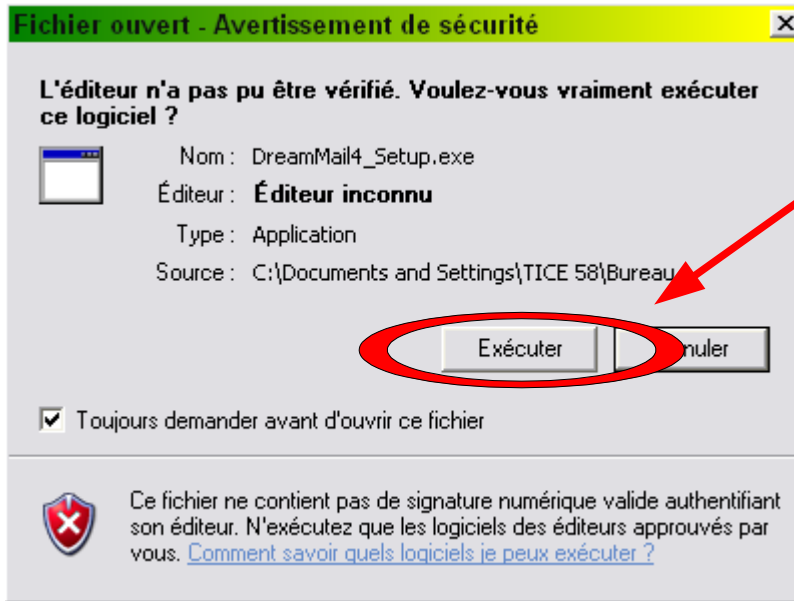 Fichier ouvert - Avertissement de sécurité
L'éditeur n'a pas pu être vérifié. Voulez-vous vraiment exécuter
ce logiciel ?
Nom : DreamMail4_Setup.exe
Éditeur : Éditeur inconnu
Type : Application
Source : C:\Documents and Settings\TICE 58\Bureau
Exécuter nuler
Toujours demander avant d'ouvrir ce fichier
Ce fichier ne contient pas de signature numérique valide authentifiant
son éditeur. N'exécutez que les logiciels des éditeurs approuvés par
vous. Comment savoir quels logiciels je peux exécuter ?